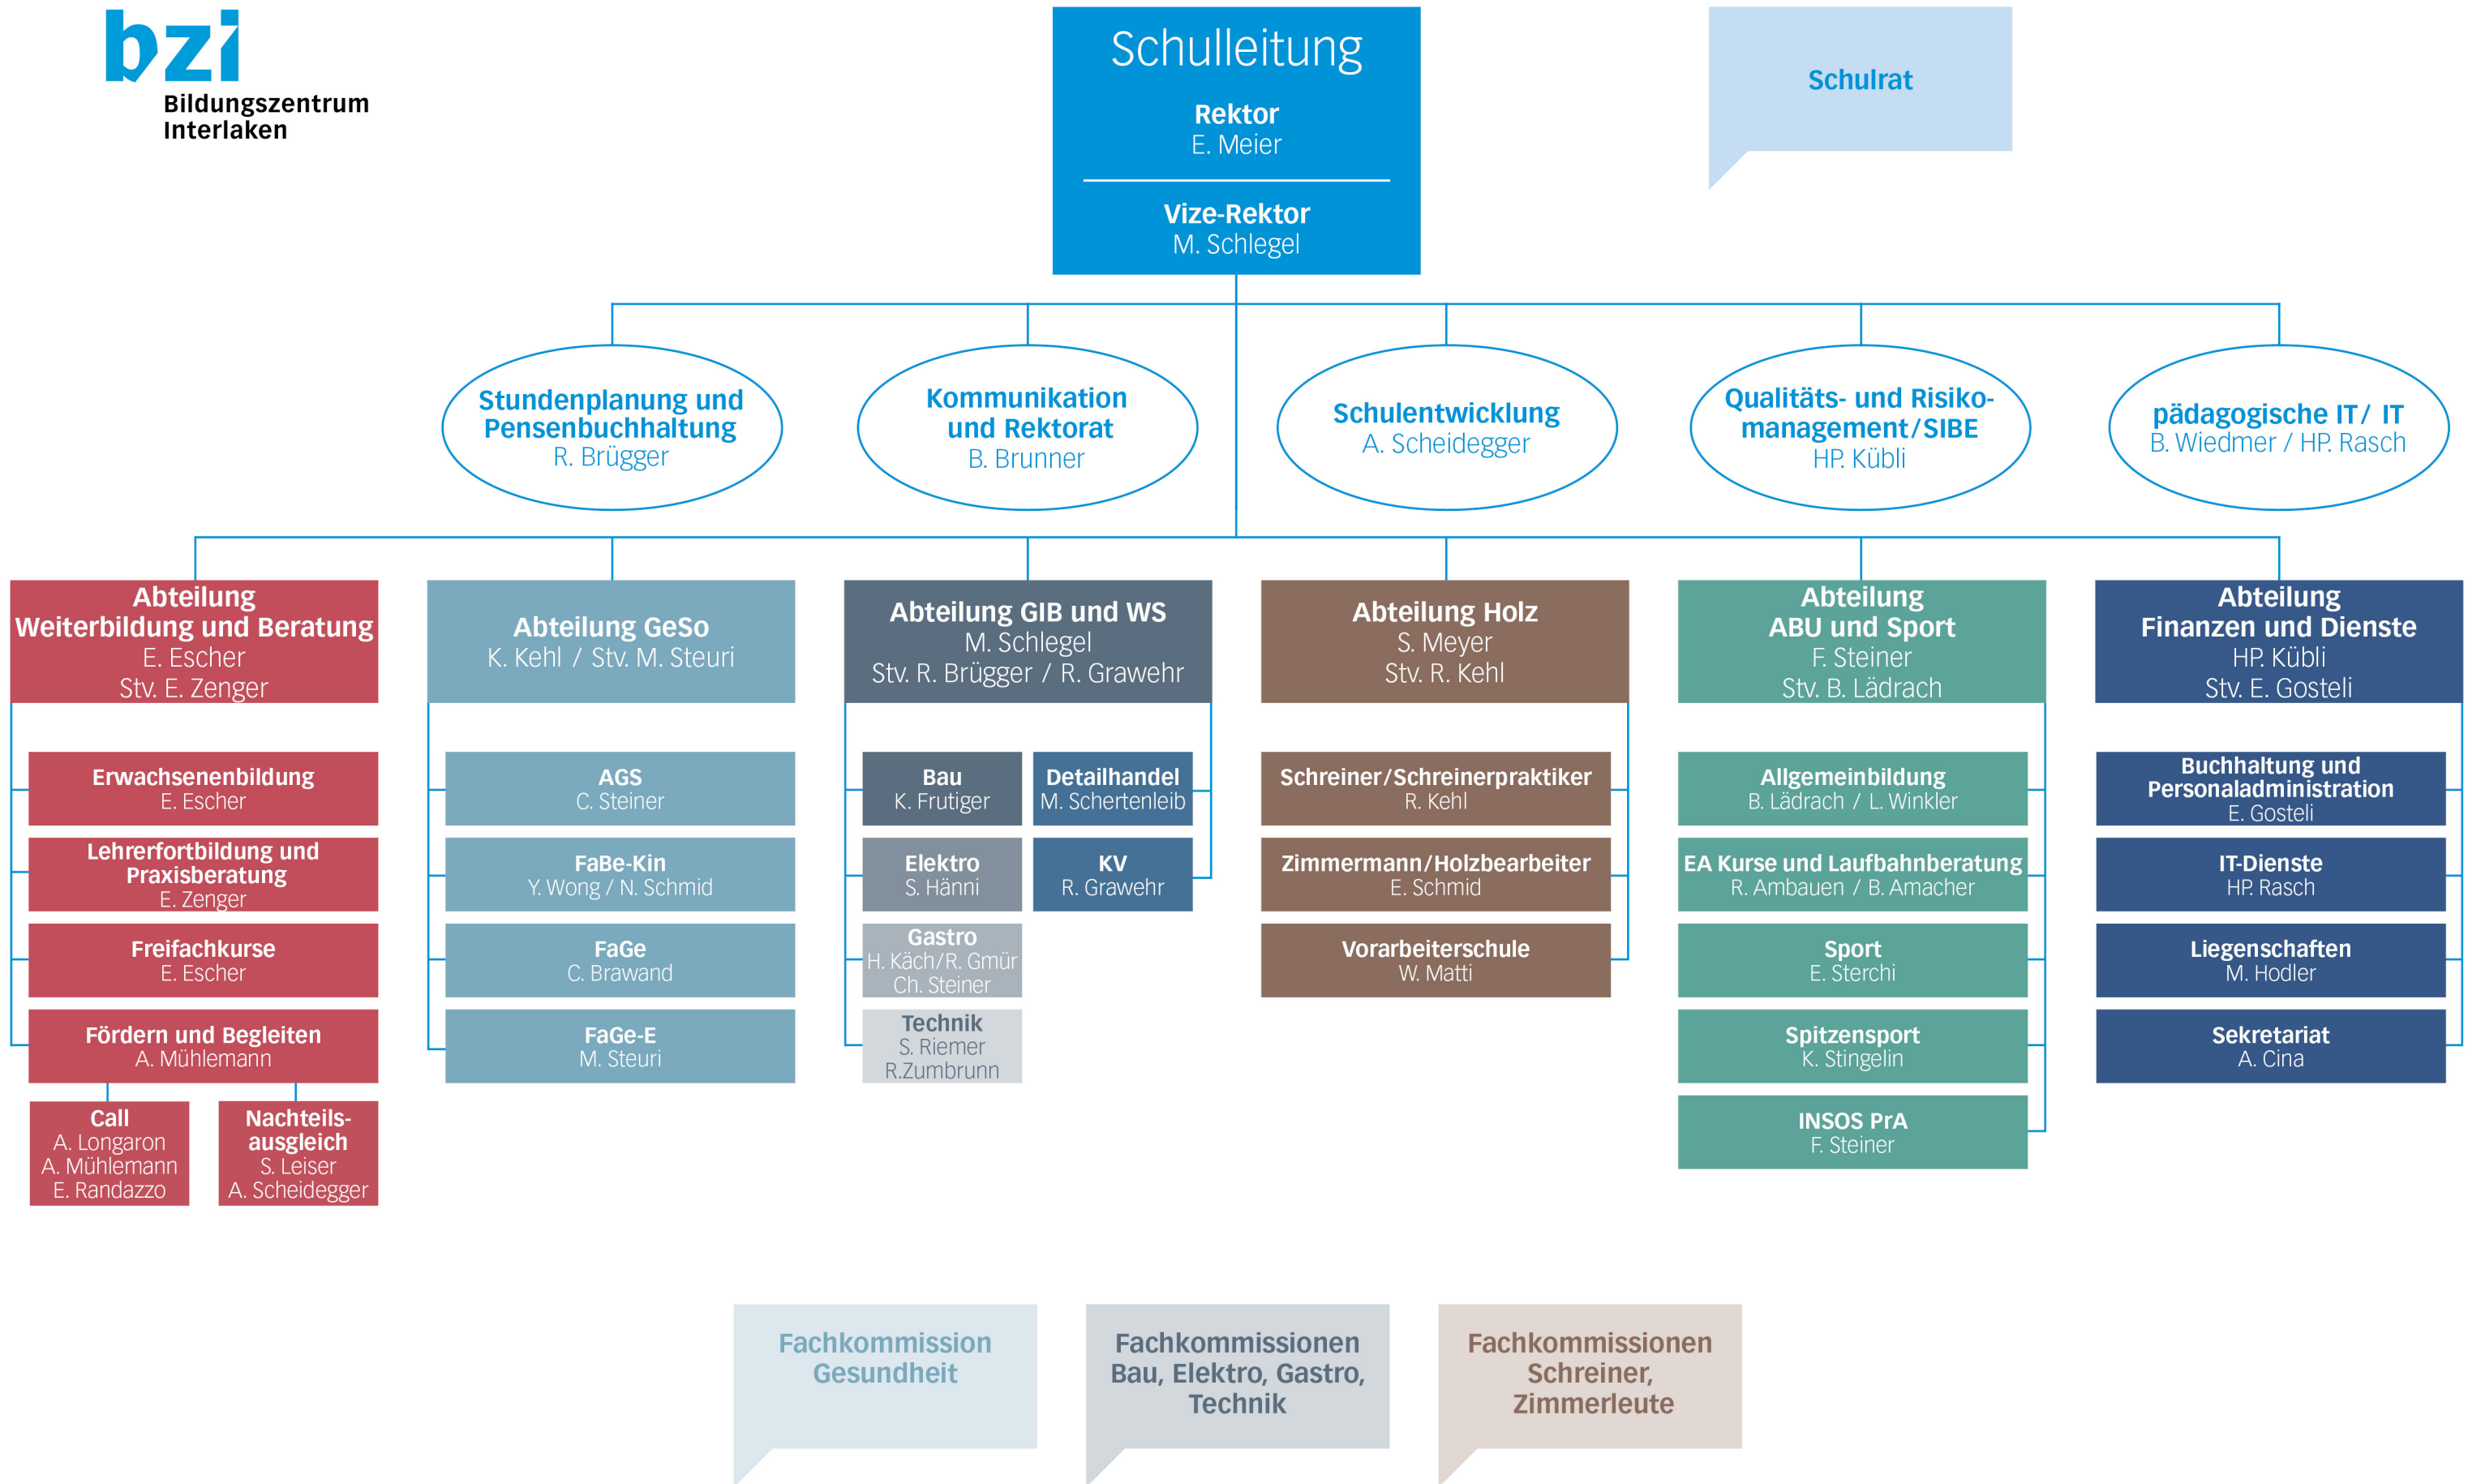 bzi
Bildungszentrum
Interlaken
Schulleitung
Rektor
E. Meier
Vize-Rektor
M. Schlegel
Schulrat
Stundenplanung und
Pensenbuchhaltung
R. Brügger
Kommunikation
und Rektorat
B. Brunner
Schulentwicklung
A. Scheidegger
Qualitäts- und Risiko-
management/SIBE
HP. Kübli
pädagogische IT/ IT
B. Wiedmer / HP. Rasch
Abteilung
Weiterbildung und Beratung
E. Escher
Stv. E. Zenger
Erwachsenenbildung
E. Escher
Lehrerfortbildung und
Praxisberatung
E. Zenger
Freifachkurse
E. Escher
Fördern und Begleiten
A. Mühlemann
Call
A. Longaron
A. Mühlemann
E. Randazzo
Nachteils-
ausgleich
S. Leiser
A. Scheidegger
Abteilung GeSo
K. Kehl / Stv. M. Steuri
AGS
C. Steiner
FaBe-Kin
Y. Wong / N. Schmid
FaGe
C. Brawand
FaGe-E
M. Steuri
Abteilung GIB und WS
M. Schlegel
Stv. R. Brügger / R. Grawehr
Bau
K. Frutiger
Elektro
S. Hänni
Gastro
H. Käch/R. Gmür
Ch. Steiner
Technik
S. Riemer
R.Zumbrunn
Detailhandel
M. Schertenleib
KV
R. Grawehr
Abteilung Holz
S. Meyer
Stv. R. Kehl
Schreiner/Schreinerpraktiker
R. Kehl
Zimmermann/Holzbearbeiter
E. Schmid
Vorarbeiterschule
W. Matti
Abteilung
ABU und Sport
F. Steiner
Stv. B. Lädrach
Allgemeinbildung
B. Lädrach / L. Winkler
EA Kurse und Laufbahnberatung
R. Ambauen / B. Amacher
Sport
E. Sterchi
Spitzensport
K. Stingelin
INSOS PrA
F. Steiner
Abteilung
Finanzen und Dienste
HP. Kübli
Stv. E. Gosteli
Buchhaltung und
Personaladministration
E. Gosteli
IT-Dienste
HP. Rasch
Liegenschaften
M. Hodler
Sekretariat
A. Cina
Fachkommission
Gesundheit
Fachkommissionen
Bau, Elektro, Gastro,
Technik
Fachkommissionen
Schreiner,
Zimmerleute